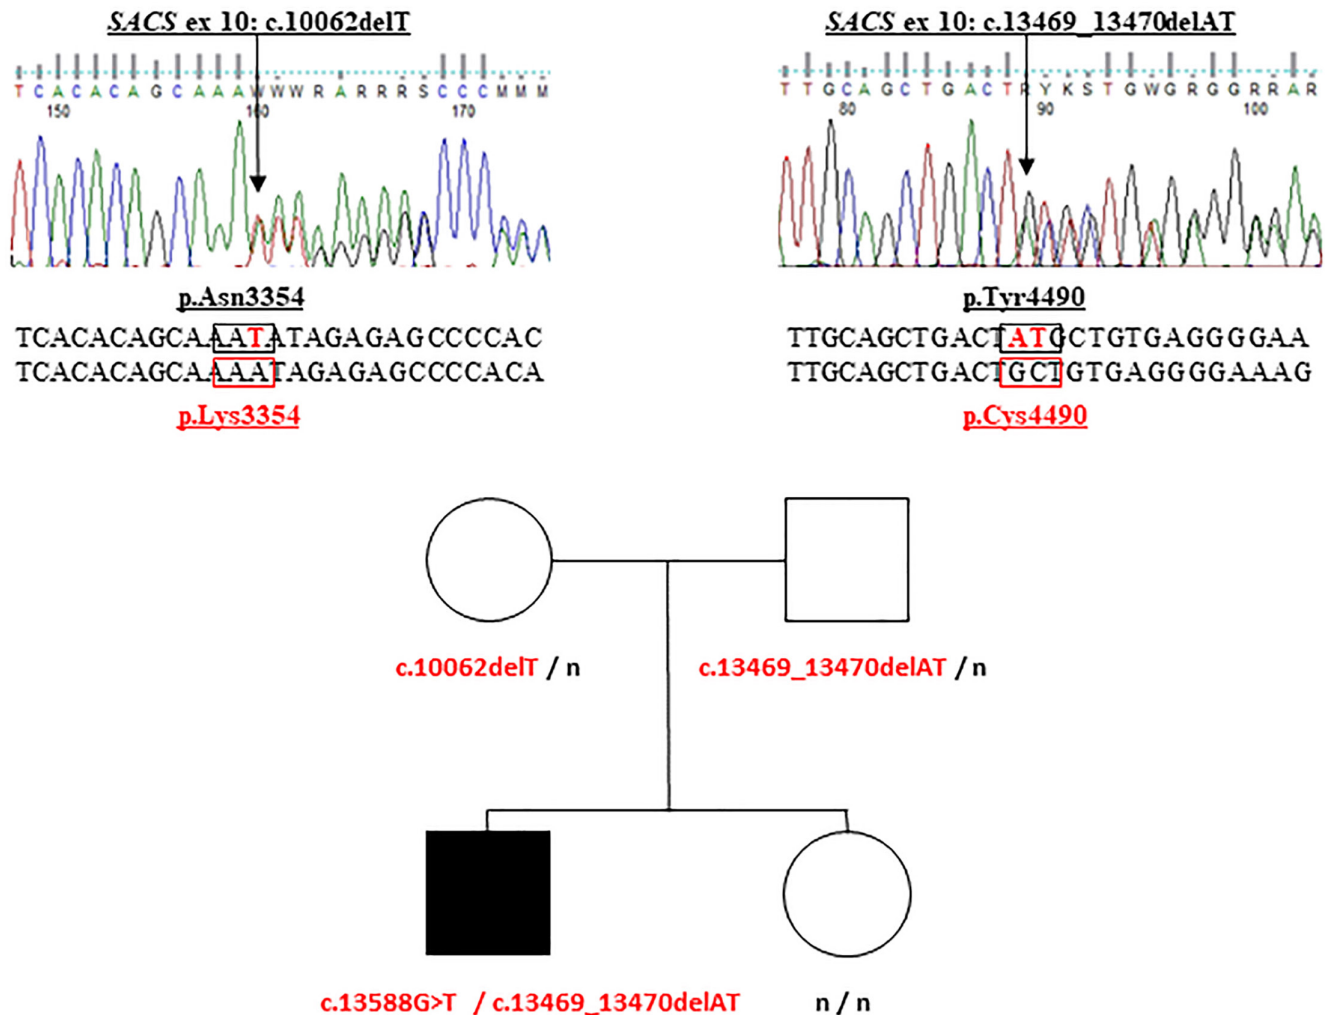 SACS ex 10: c.10062delT
SACS ex 10: c.13469_13470delAT
T C A C A C A G C A A A W W W R A R R R S C C C M M M
150 160 170
T T G C A G C T G A C T R Y K S T G W G R G G R R A R
80 90 100
p.Asn3354
TCACACAGCAAATATAGAGAGCCCCAC
TCACACAGCAAAATAGAGAGCCCCACA
p.Lys3354
p.Tyr4490
TTGCAGCTGACTATGCTGTGAGGGGAA
TTGCAGCTGACTGCTGTGAGGGGAAAG
p.Cys4490
c.10062delT / n
c.13469_13470delAT / n
c.13588G>T / c.13469_13470delAT
n / n